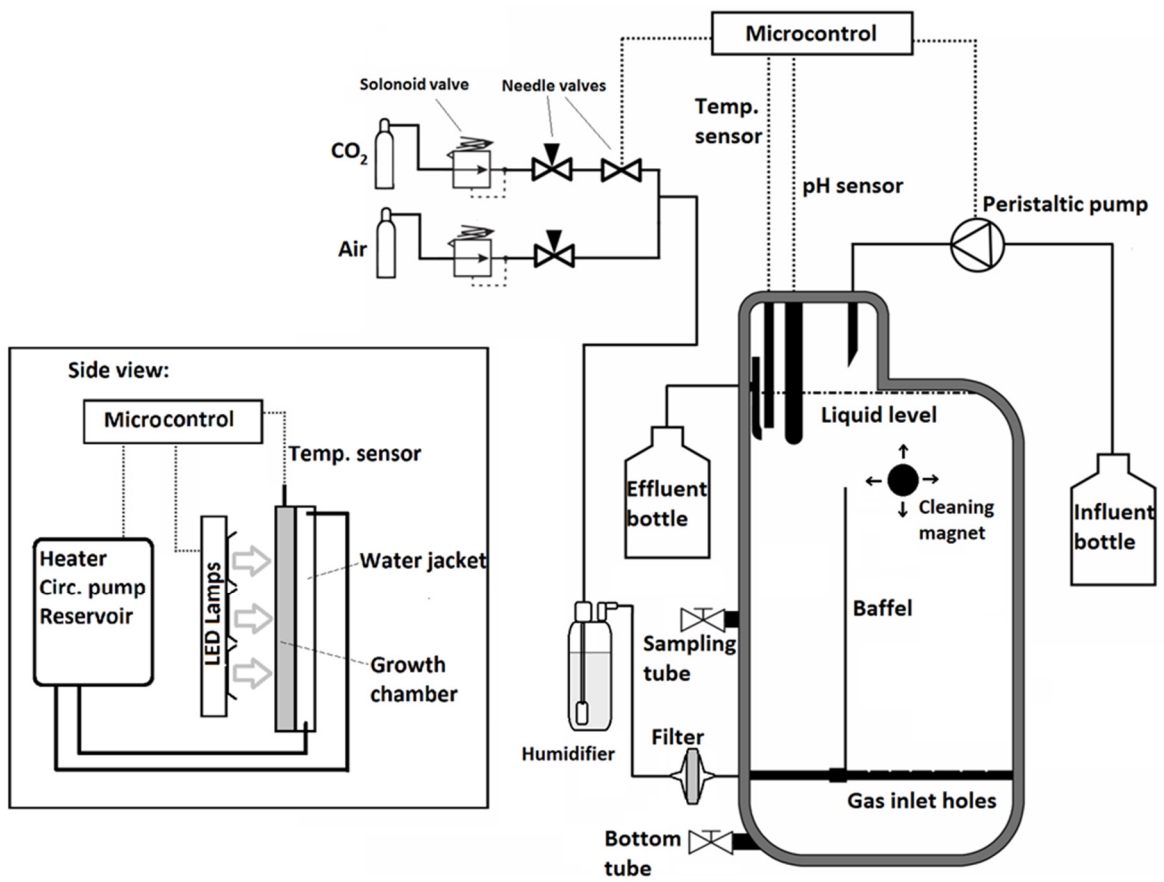 Microcontrol
Solonoid valve
Needle valves
Temp.
sensor
CO₂
pH sensor
Peristaltic pump
Air
Side view:
Microcontrol
Liquid level
Temp. sensor
Effluent
bottle
Cleaning
magnet
Influent
bottle
Heater
Circ. pump
Reservoir
LED Lamps
Water jacket
Baffel
Sampling
tube
Growth
chamber
Humidifier
Filter
Gas inlet holes
Bottom
tube